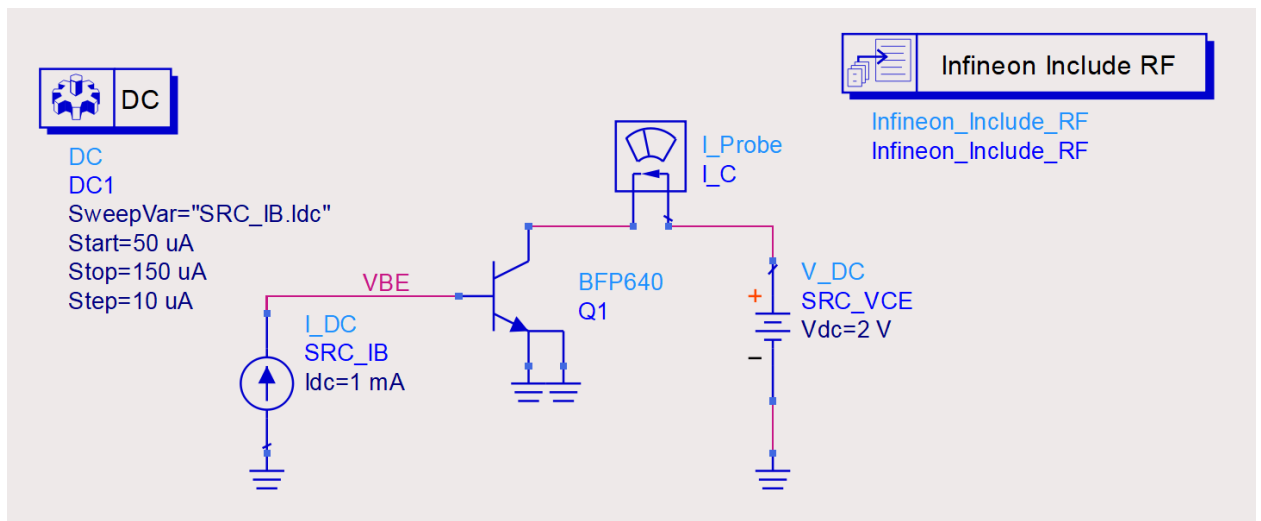 Infineon Include RF
Infineon_Include_RF
Infineon_Include_RF
DC
DC
DC1
SweepVar="SRC_IB.Idc"
Start=50 uA
Stop=150 uA
Step=10 uA
I_Probe
I_C
VBE
BFP640
Q1
I_DC
SRC_IB
Idc=1 mA
+
V_DC
SRC_VCE
Vdc=2 V
−